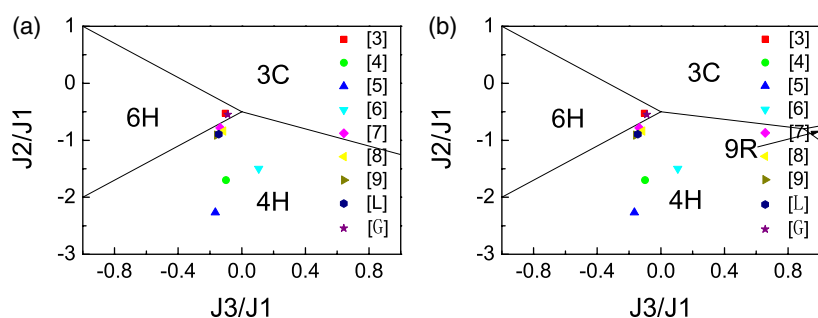 (a)
J2/J1
1
0
-1
-2
-3
-0.8 -0.4 0.0 0.4 0.8
J3/J1
3C
6H
4H
[3]
[4]
[5]
[6]
[7]
[8]
[9]
[L]
[G]
(b)
J2/J1
1
0
-1
-2
-3
-0.8 -0.4 0.0 0.4 0.8
J3/J1
3C
6H
9R
4H
[3]
[4]
[5]
[6]
[7]
[8]
[9]
[L]
[G]